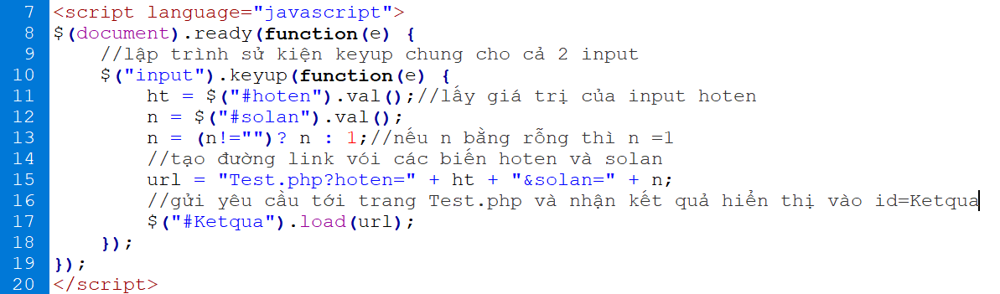 7 <script language="javascript">
8 $(document).ready(function(e) {
9     //lập trình sử kiện keyup chung cho cả 2 input
10     $("input").keyup(function(e) {
11         ht = $("#hoten").val();//lấy giá trị của input hoten
12         n = $("#solan").val();
13         n = (n!="")? n : 1;//nếu n bằng rỗng thì n =1
14         //tạo đường link vói các biến hoten và solan
15         url = "Test.php?hoten=" + ht + "&solan=" + n;
16         //gửi yêu cầu tới trang Test.php và nhận kết quả hiển thị vào id=Ketqua
17         $("#Ketqua").load(url);
18     });
19 });
20 </script>